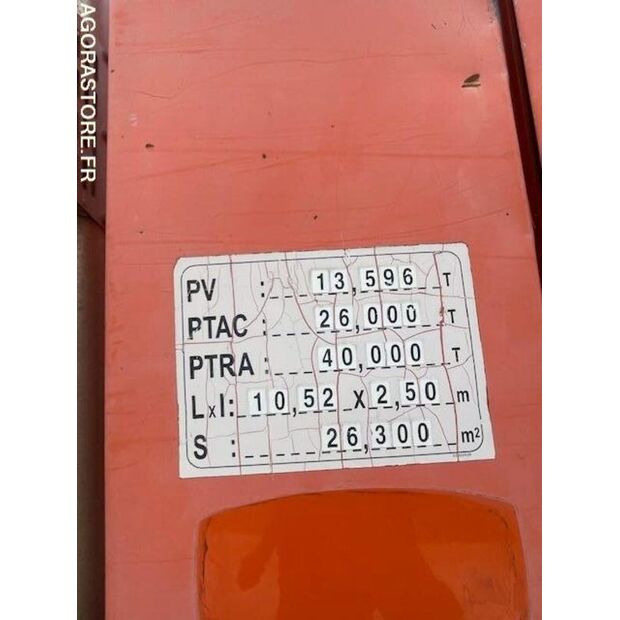 AGORASTORE.FR
PV : 13,596 T
PTAC : 26,000 T
PTRA : 40,000 T
LxI: 10,52 x 2,50 m
S : 26,300 m²